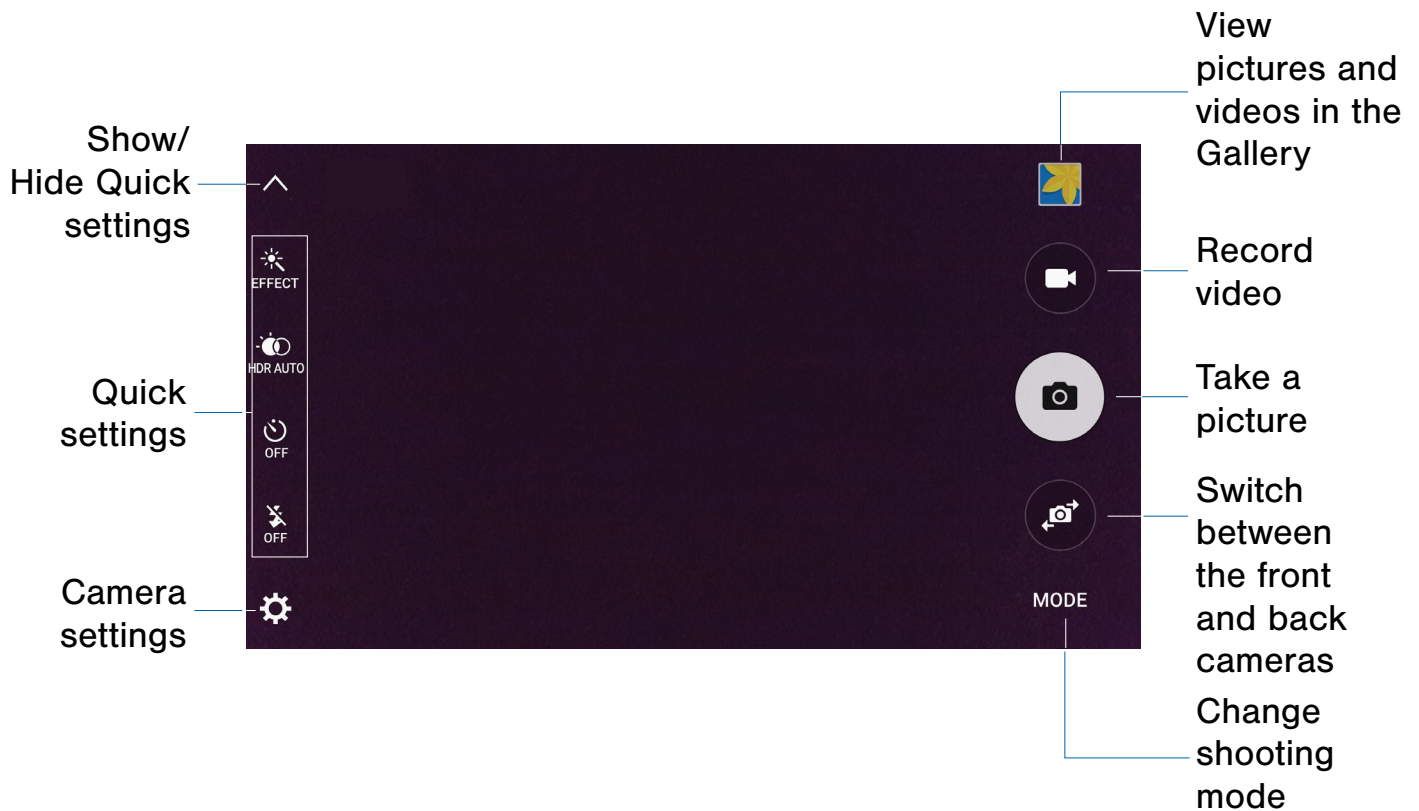 View
pictures and
videos in the
Gallery
Show/
Hide Quick
settings
EFFECT
Record
video
HDR AUTO
Quick
settings
OFF
Take a
picture
OFF
Switch
between
the front
and back
cameras
Camera
settings
MODE
Change
shooting
mode